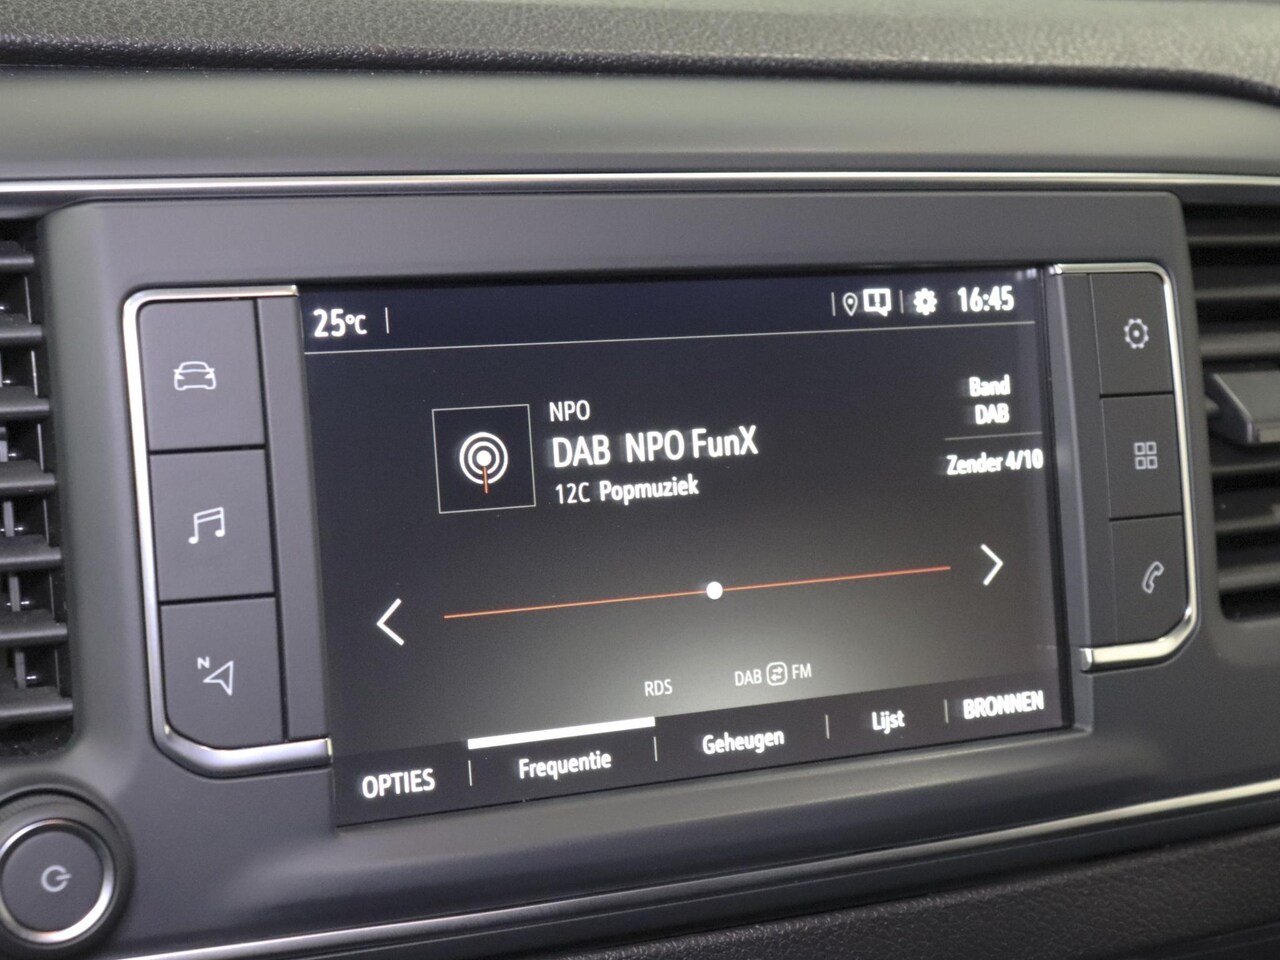 25°C
16:45
NPO
DAB NPO FunX
12C Popmuziek
Band
DAB
Zender 4/10
RDS
DAB FM
OPTIES
Frequentie
Geheugen
Lijst
BRONNEN
N